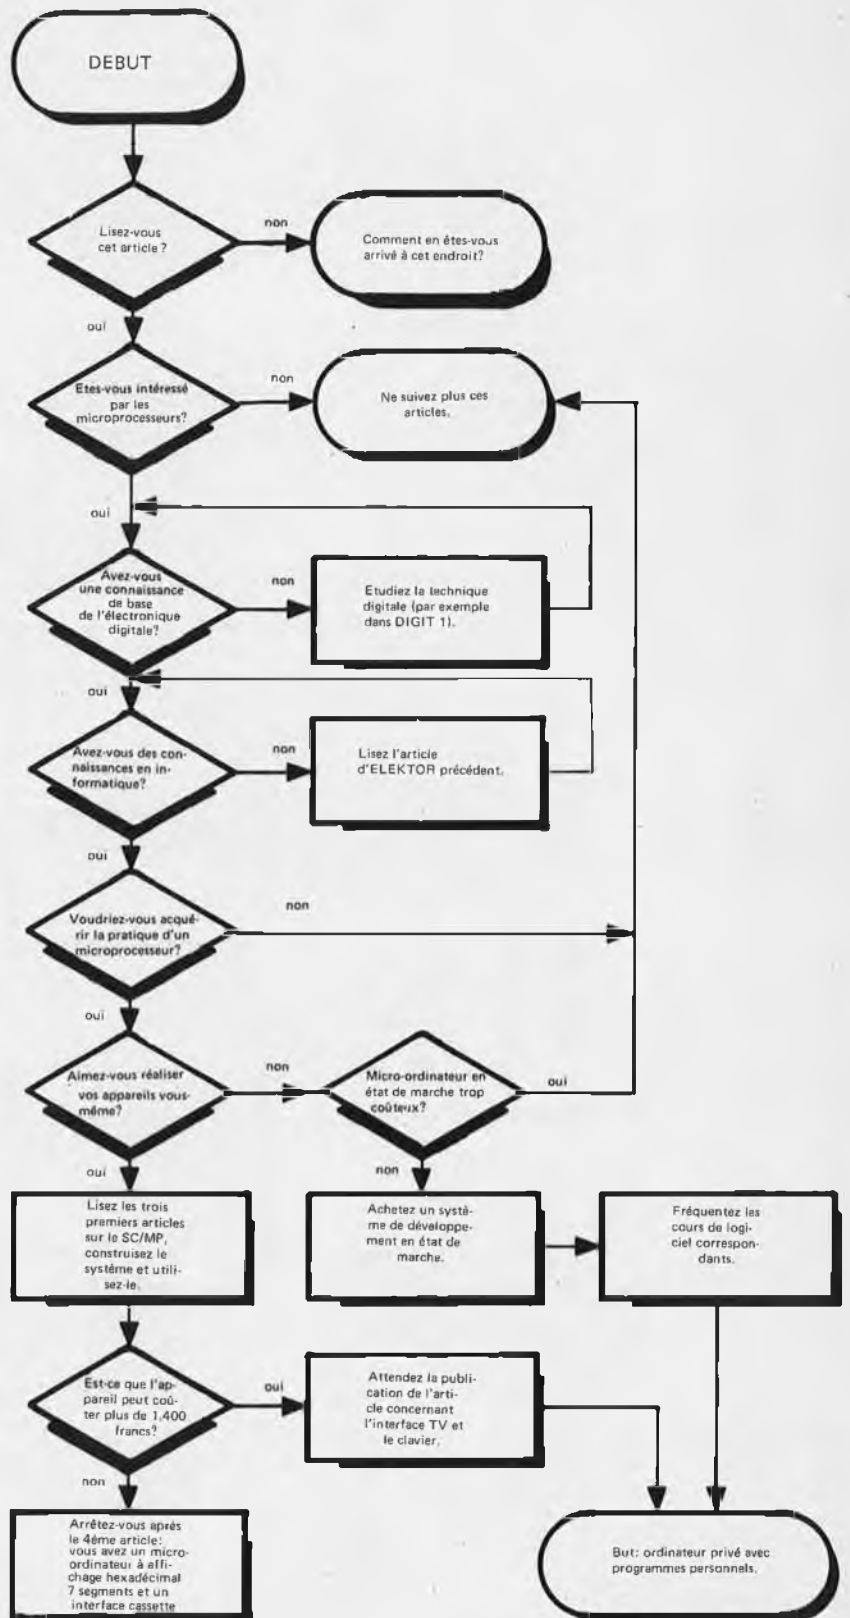 DEBUT
Lisez-vous
cet article ?
non
Comment en êtes-vous
arrivé à cet endroit?
oui
Etes-vous intéressé
par les
microprocesseurs?
non
Ne suivez plus ces
articles.
oui
Avez-vous
une connaissance
de base
de l'électronique
digitale?
non
Etudiez la technique
digitale (par exemple
dans DIGIT 1).
oui
Avez-vous des con-
naissances en in-
formatique?
non
Lisez l'article
d'ELEKTOR précédent.
oui
Voudriez-vous acqué-
rir la pratique d'un
microprocesseur?
non
oui
Aimez-vous réaliser
vos appareils vous-
même?
non
Micro-ordinateur en
état de marche trop
coûteux?
oui
oui
non
Lisez les trois
premiers articles
sur le SC/MP,
construisez le
système et utili-
sez-le.
Achetez un systè-
me de développe-
ment en état de
marche.
Fréquentez les
cours de logi-
ciel correspon-
dants.
Est-ce que l'ap-
pareil peut coû-
ter plus de 1.400
francs?
oui
Attendez la publi-
cation de l'arti-
cle concernant
l'interface TV et
le clavier.
non
Arrêtez-vous après
le 4éme article:
vous avez un micro-
ordinateur à affi-
chage hexadécimal
7 segments et un
interface cassette
But: ordinateur privé avec
programmes personnels.